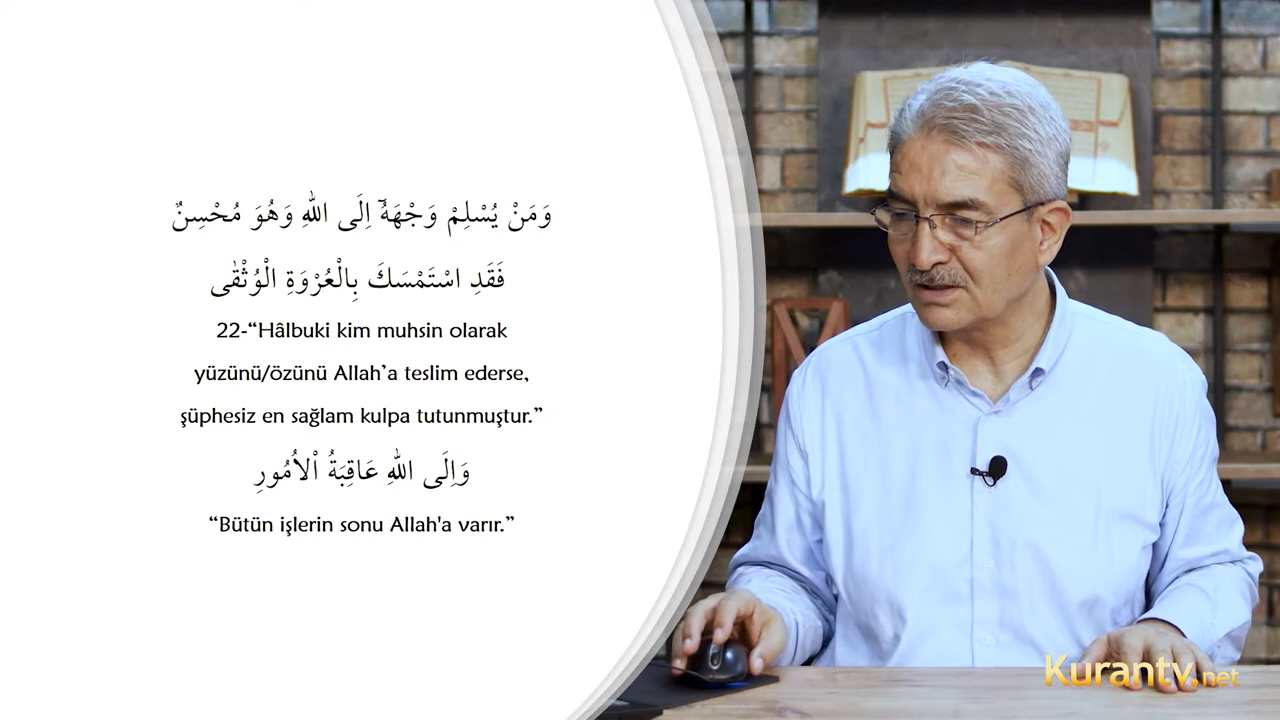 وَمَنْ يُسْلِمْ وَجْهَهُٓ اِلَى اللّٰهِ وَهُوَ مُحْسِنٌ
فَقَدِ اسْتَمْسَكَ بِالْعُرْوَةِ الْوُثْقٰى
22-“Hâlbuki kim muhsin olarak
yüzünü/özünü Allah’a teslim ederse,
şüphesiz en sağlam kulpa tutunmuştur.”
وَاِلَى اللّٰهِ عَاقِبَةُ الْاُمُورِ
“Bütün işlerin sonu Allah'a varır.”
Kurantv.net